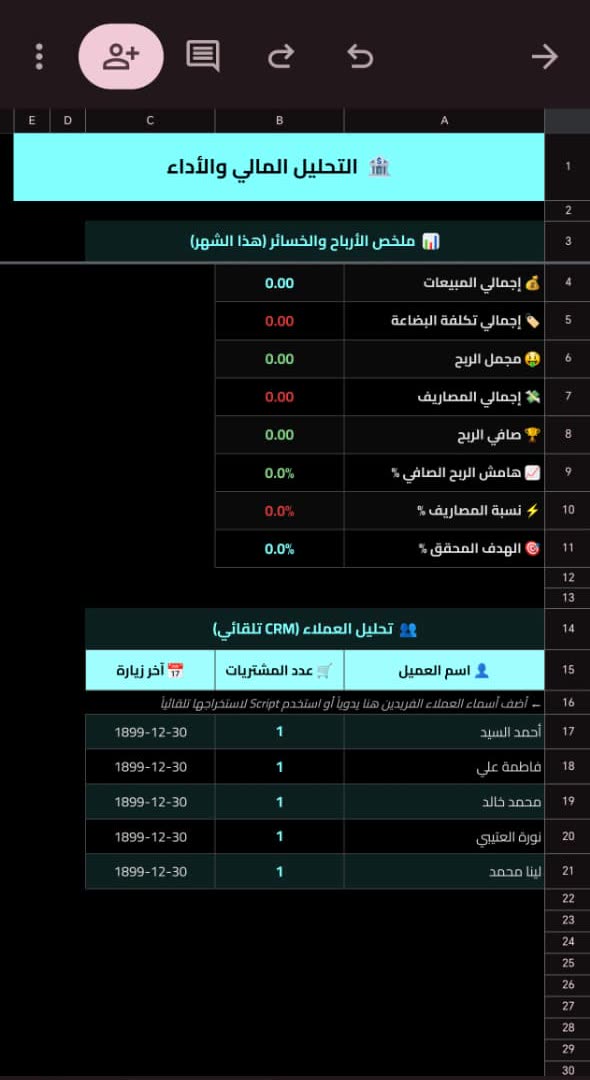 A B C D E
1 🏦 التحليل المالي والأداء
2
3 📊 ملخص الأرباح والخسائر (هذا الشهر)
4 💰 إجمالي المبيعات 0.00
5 🏷️ إجمالي تكلفة البضاعة 0.00
6 🤑 مجمل الربح 0.00
7 💸 إجمالي المصاريف 0.00
8 🏆 صافي الربح 0.00
9 📈 هامش الربح الصافي % 0.0%
10 ⚡ نسبة المصاريف % 0.0%
11 🎯 الهدف المحقق % 0.0%
12
13
14 👥 تحليل العملاء (CRM تلقائي)
15 👤 اسم العميل 🛒 عدد المشتريات 📅 آخر زيارة
16 ← أضف أسماء العملاء الفريدين هنا يدوياً أو استخدم Script لاستخراجها تلقائياً
17 أحمد السيد 1 1899-12-30
18 فاطمة علي 1 1899-12-30
19 محمد خالد 1 1899-12-30
20 نورة العتيبي 1 1899-12-30
21 لينا محمد 1 1899-12-30
22
23
24
25
26
27
28
29
30